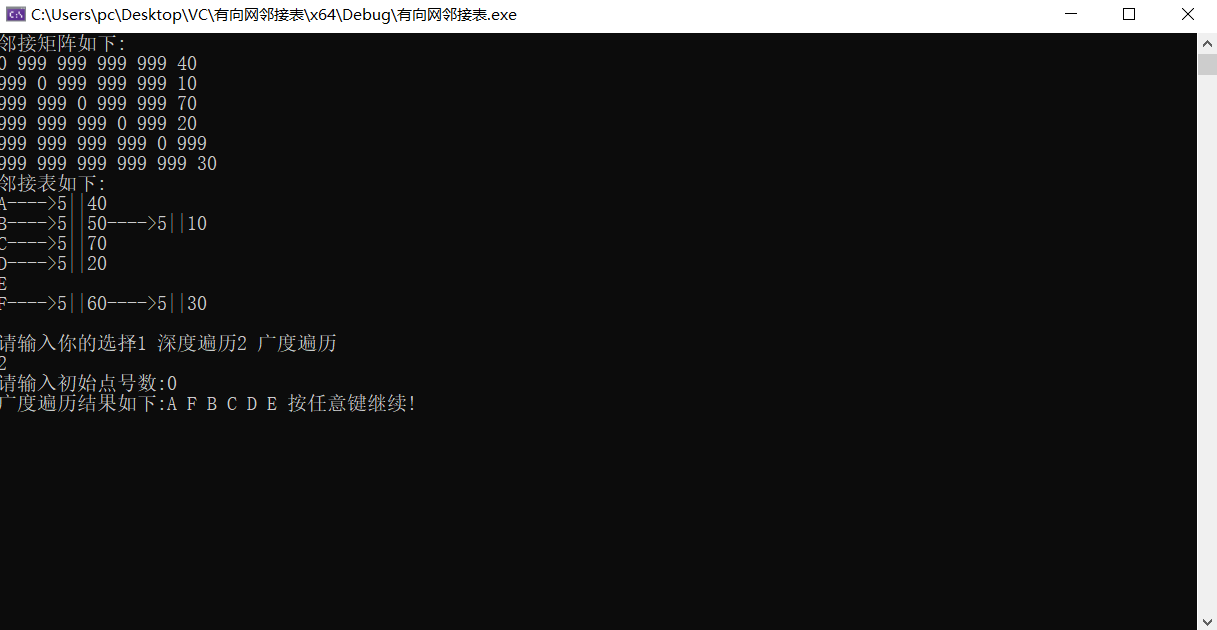 C:\Users\pc\Desktop\VC\有向网邻接表\x64\Debug\有向网邻接表.exe
邻接矩阵如下:
0 999 999 999 999 40
999 0 999 999 999 10
999 999 0 999 999 70
999 999 999 0 999 20
999 999 999 999 0 999
999 999 999 999 999 30
邻接表如下:
A---->5||40
B---->5||50---->5||10
C---->5||70
D---->5||20
E
F---->5||60---->5||30
请输入你的选择1 深度遍历2 广度遍历
2
请输入初始点号数:0
广度遍历结果如下:A F B C D E 按任意键继续!